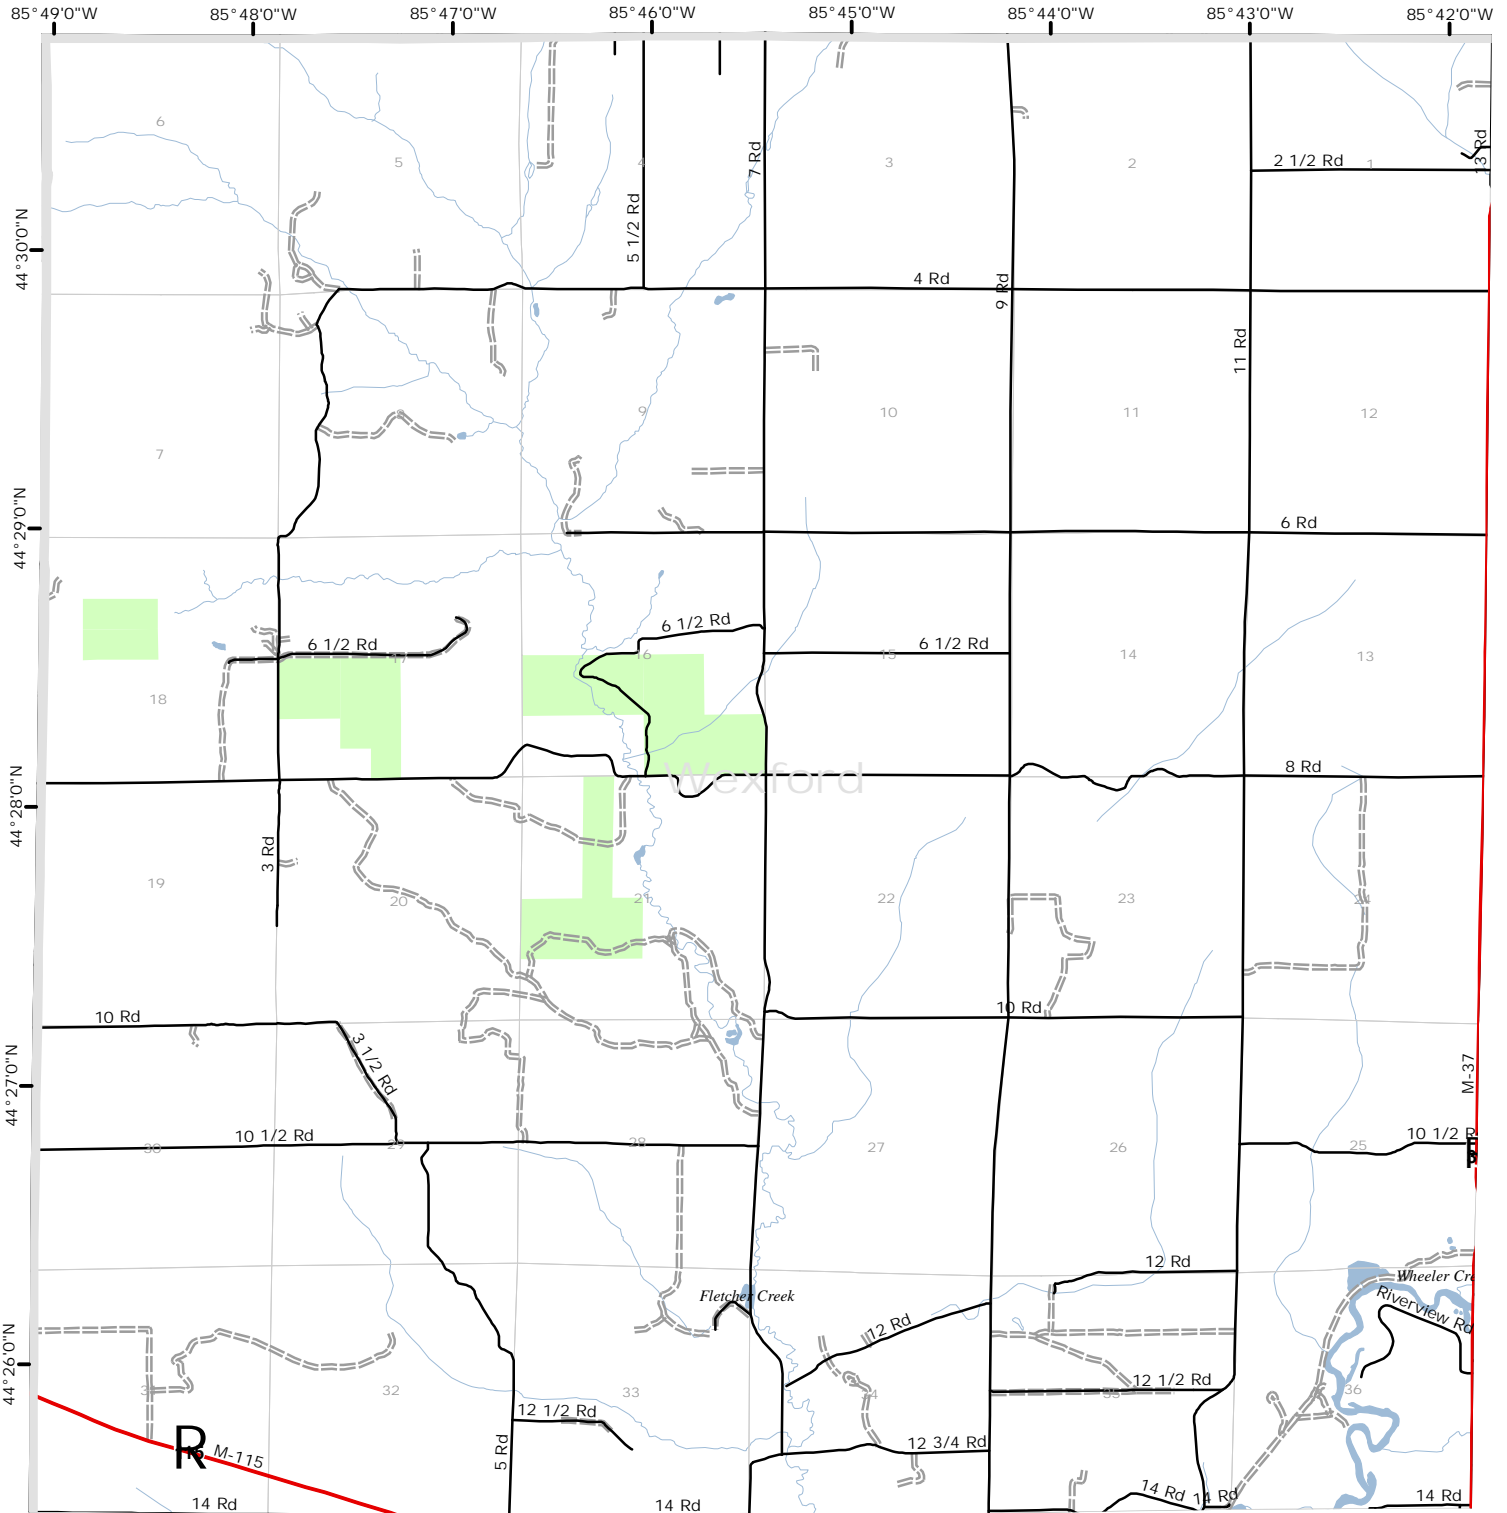 85°49'0"W 85°48'0"W 85°47'0"W 85°46'0"W 85°45'0"W 85°44'0"W 85°43'0"W 85°42'0"W
6
5
4
3
2
1
7 Rd
2 1/2 Rd
13 Rd
5 1/2 Rd
44°30'0"N
4 Rd
9 Rd
11 Rd
9
10
11
12
7
44°29'0"N
6 Rd
6 1/2 Rd
6 1/2 Rd
6 1/2 Rd
17
16
15
14
13
18
Wexford
8 Rd
44°28'0"N
3 Rd
19
20
21
22
23
24
10 Rd
10 Rd
3 1/2 Rd
M-37
44°27'0"N
10 1/2 Rd
10 1/2 R
30
29
28
27
26
25
12 Rd
Wheeler Cre
Fletcher Creek
Riverview Rd
12 Rd
44°26'0"N
12 1/2 Rd
32
33
34
35
36
12 1/2 Rd
5 Rd
12 3/4 Rd
R
M-115
14 Rd
14 Rd
14 Rd
14 Rd
14 Rd